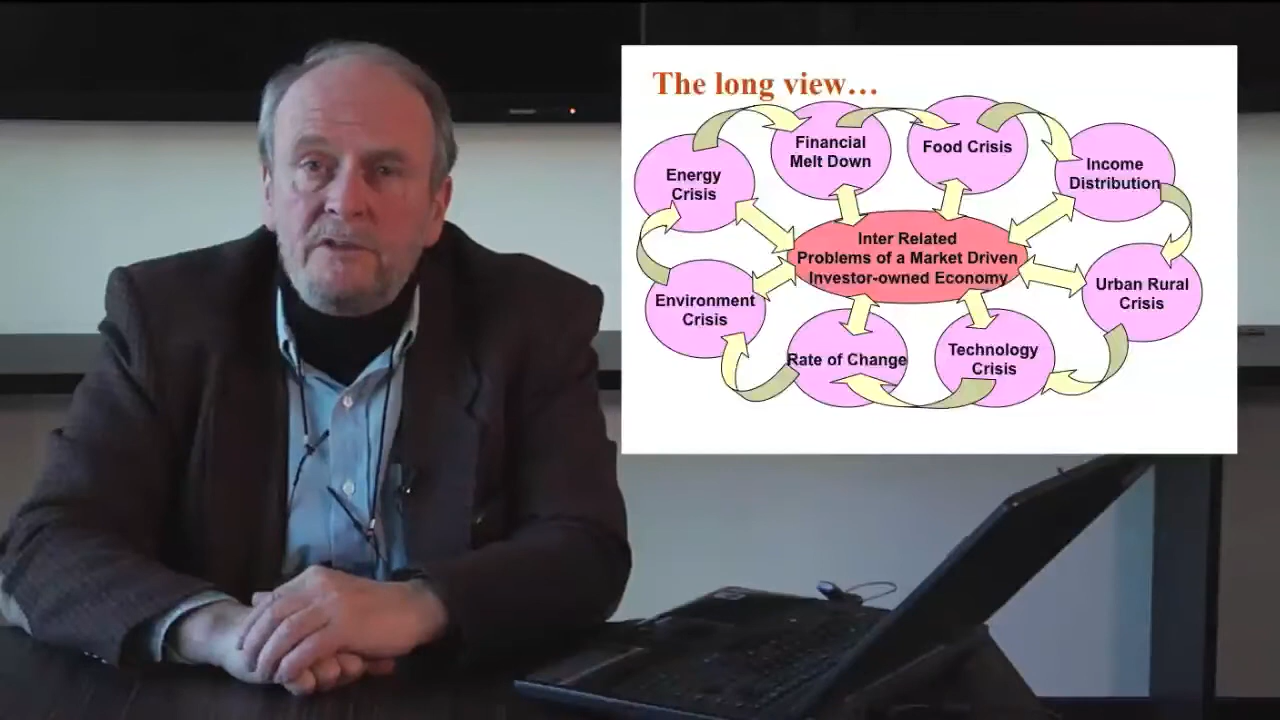 The long view…
Financial
Melt Down
Food Crisis
Income
Distribution
Energy
Crisis
Inter Related
Problems of a Market Driven
Investor-owned Economy
Urban Rural
Crisis
Environment
Crisis
Rate of Change
Technology
Crisis